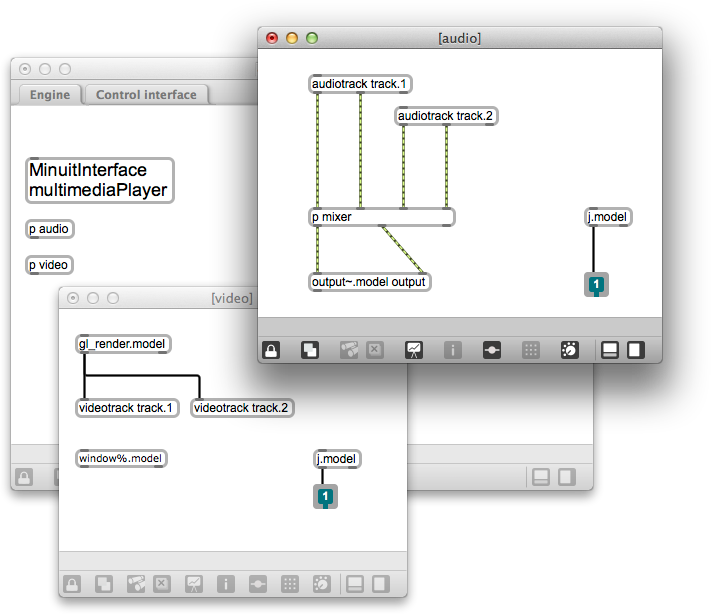 [audio]
audiotrack track.1
audiotrack track.2
p mixer
j.model
output~.model output
1
Engine
Control interface
MinuitInterface
multimediaPlayer
p audio
p video
[video]
gl_render.model
videotrack track.1
videotrack track.2
window%.model
j.model
1